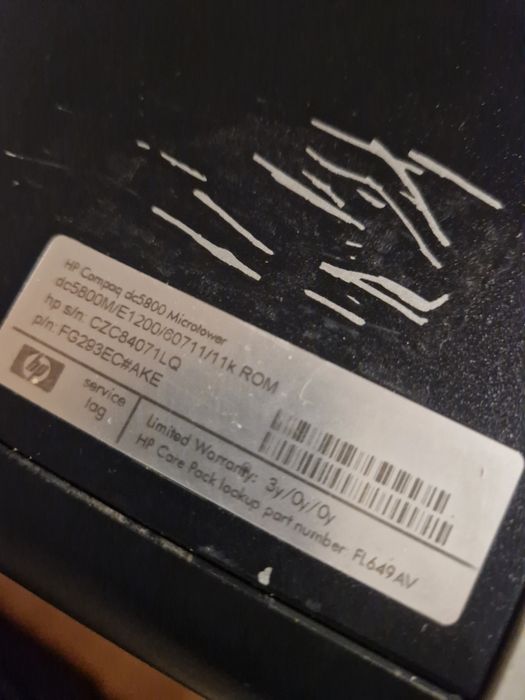 HP Compaq dc5800 Microtower
dc5800M/E1200/60711/11k ROM
hp s/n: CZC84071LQ
p/n: FG293EC#AKE
hp
service
tag
Limited Warranty: 3y/0y/0y
HP Care Pack lookup part number FL649AV